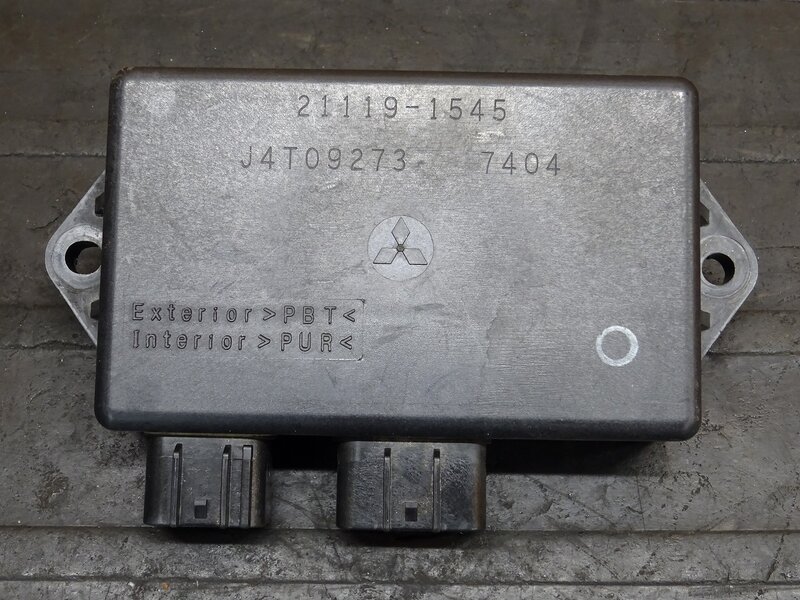 21119-1545
J4T09273 7404
Exterior>PBT<
Interior>PUR<